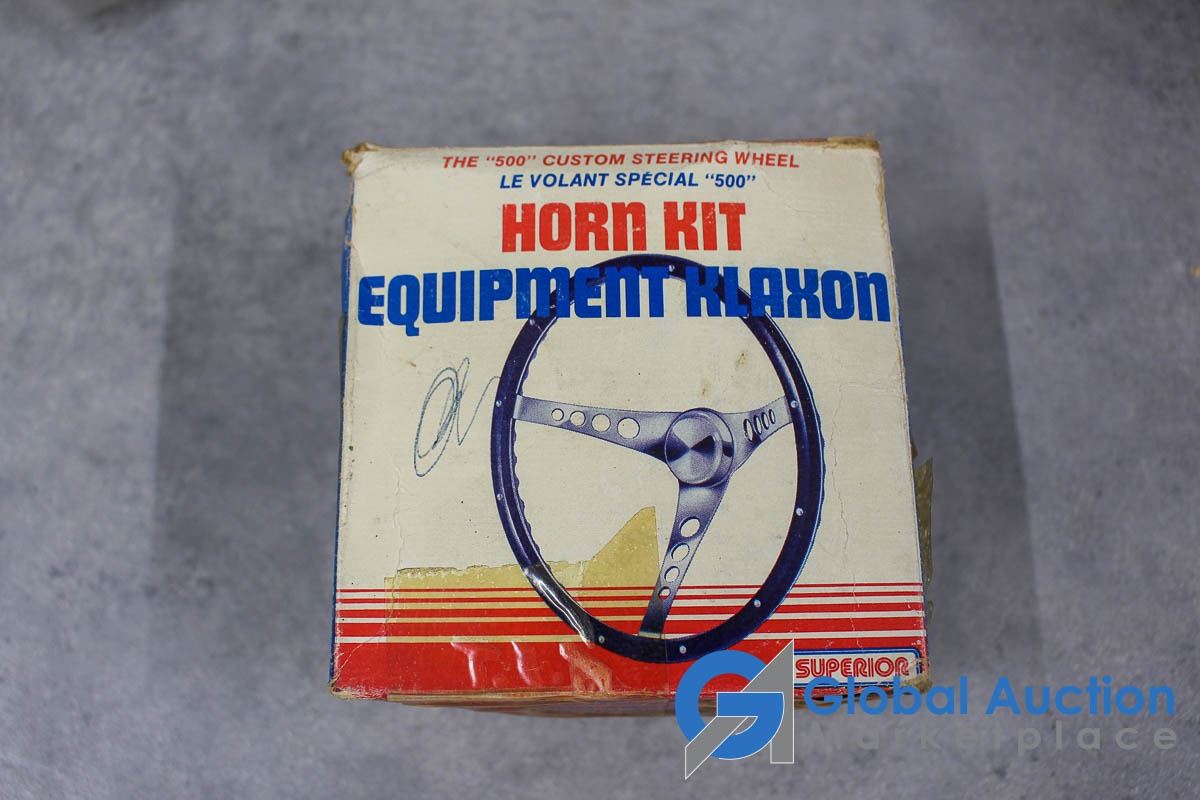 THE "500" CUSTOM STEERING WHEEL
LE VOLANT SPÉCIAL "500"
HORN KIT
EQUIPMENT KLAXON
SUPERIOR
Global Auction
Marketplace